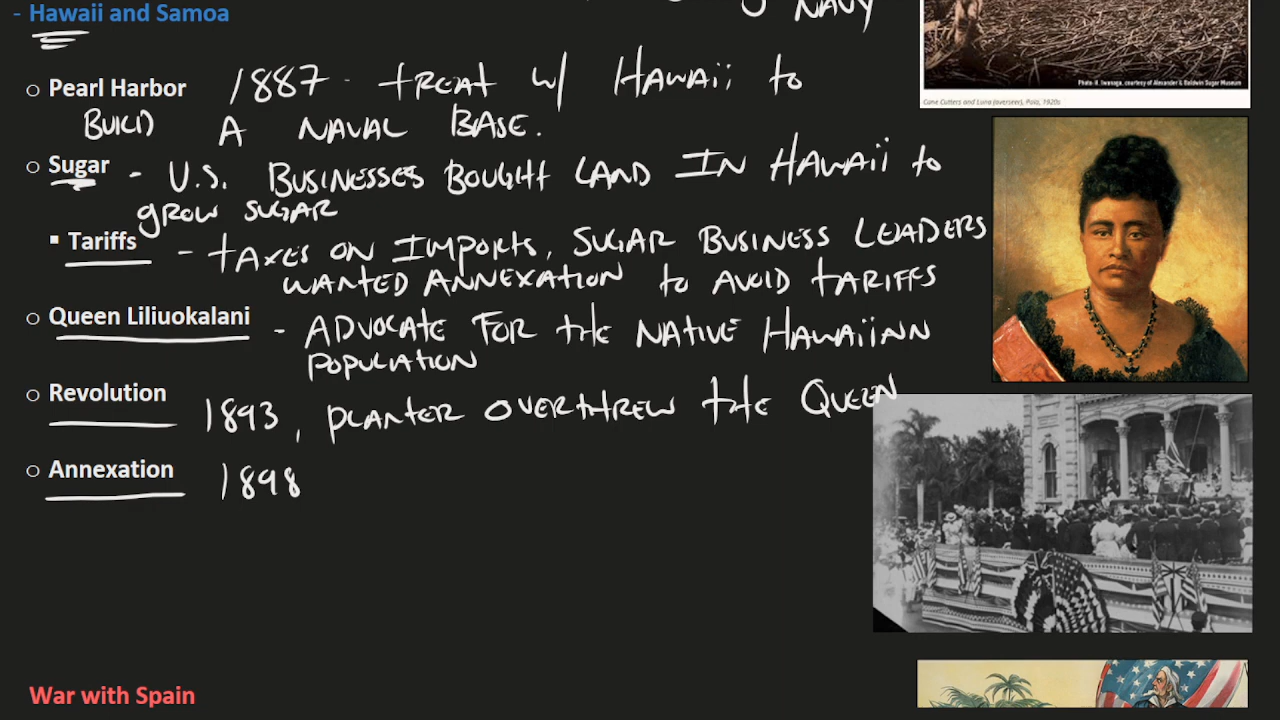 NAVY
- Hawaii and Samoa
Photo: H. Iwanaga, courtesy of Alexander & Baldwin Sugar Museum
Cane Cutters and Luna (overseer), Paia, 1920s
○ Pearl Harbor 1887 - TREAT W/ HAWAii to
BUILD A NAVAL BASE.
○ Sugar - U.S. BUSINESSES BOUGHT LAND IN HAWAii to
GROW SUGAR
▪ Tariffs - TAXES ON IMPORTS, SUGAR BUSINESS LEADERS
WANTED ANNEXATION to AVOID TARIFFS
○ Queen Liliuokalani - ADVOCATE FOR THE NATIVE HAWAiiNN
POPULATION
○ Revolution 1893, PLANTER OVERTHREW THE QUEEN
○ Annexation 1898
War with Spain